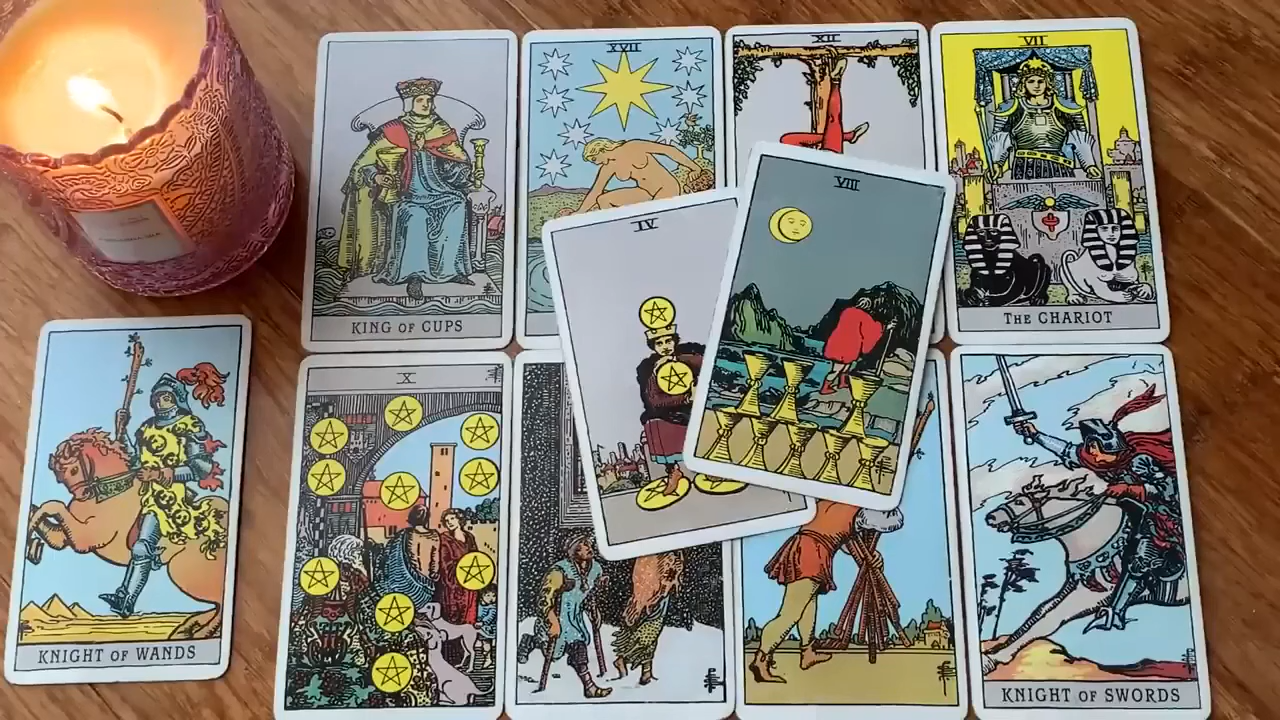 XVII
XII
VII
KING OF CUPS
THE CHARIOT
IV
VIII
X
KNIGHT OF WANDS
KNIGHT OF SWORDS